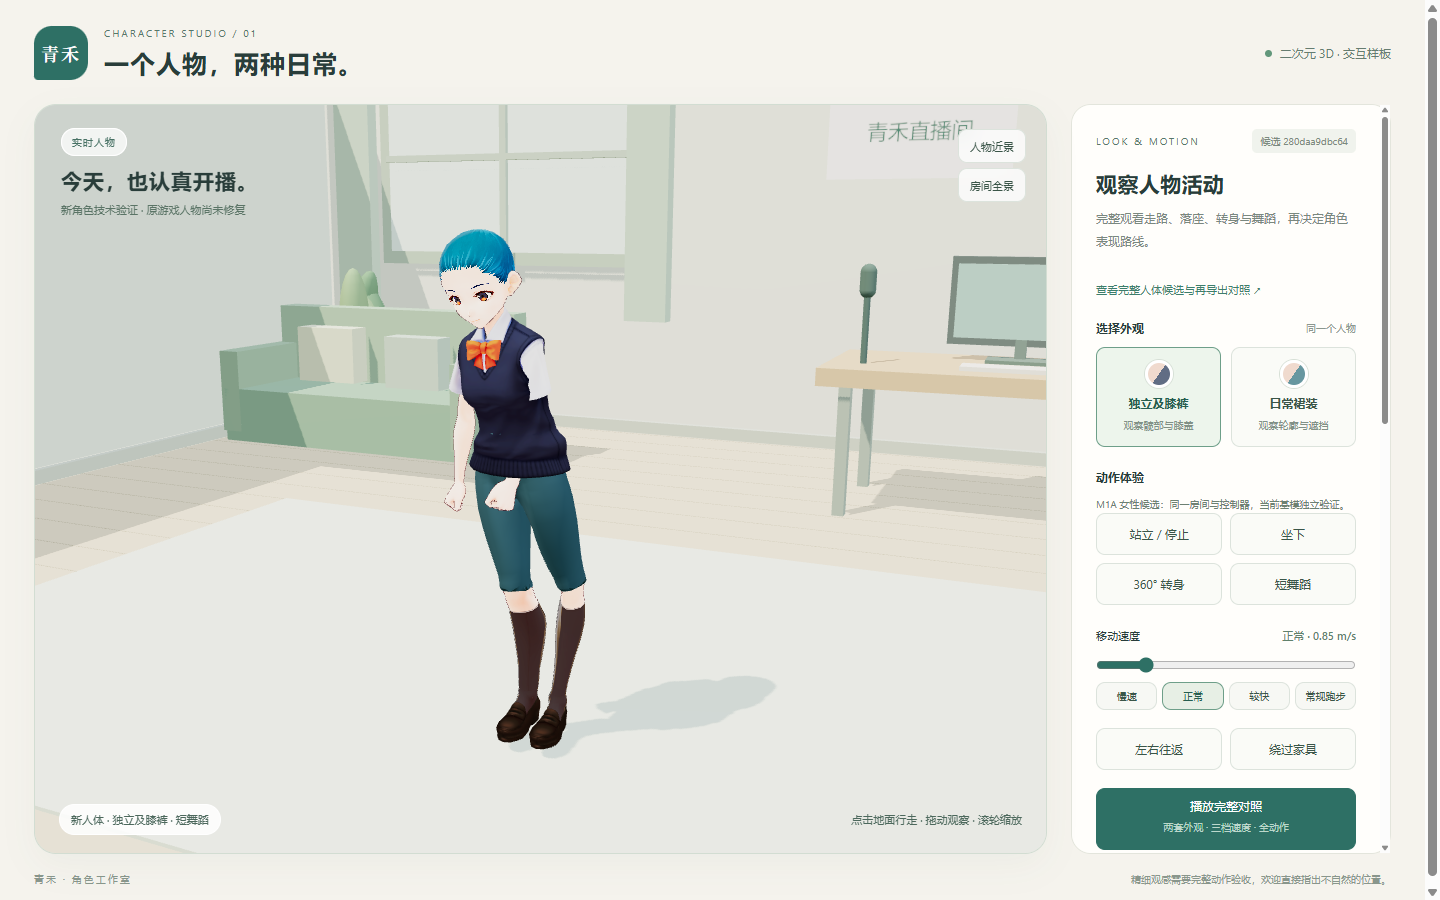 青禾
CHARACTER STUDIO / 01
一个人物，两种日常。
二次元 3D · 交互样板
实时人物
今天，也认真开播。
新角色技术验证 · 原游戏人物尚未修复
青禾直播间
人物近景
房间全景
新人体 · 独立及膝裤 · 短舞蹈
点击地面行走 · 拖动观察 · 滚轮缩放
LOOK & MOTION
候选 280daa9dbc64
观察人物活动
完整观看走路、落座、转身与舞蹈，再决定角色
表现路线。
查看完整人体候选与再导出对照 ↗
选择外观
同一个人物
独立及膝裤
观察髋部与膝盖
日常裙装
观察轮廓与遮挡
动作体验
M1A 女性候选：同一房间与控制器，当前基模独立验证。
站立 / 停止
坐下
360° 转身
短舞蹈
移动速度
正常 · 0.85 m/s
慢速
正常
较快
常规跑步
左右往返
绕过家具
播放完整对照
两套外观 · 三档速度 · 全动作
青禾 · 角色工作室
精细观感需要完整动作验收，欢迎直接指出不自然的位置。